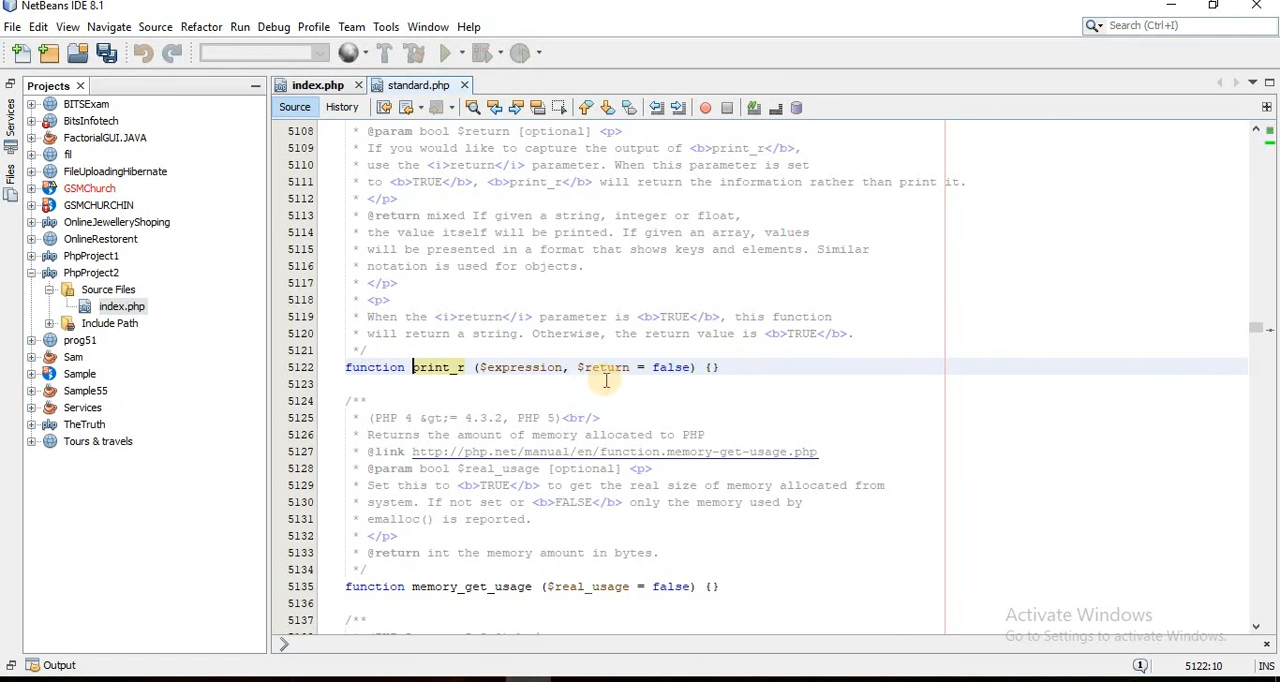 NetBeans IDE 8.1
File Edit View Navigate Source Refactor Run Debug Profile Team Tools Window Help
Search (Ctrl+I)
Projects
index.php
standard.php
Source History
Services
Files
BITSExam
BitsInfotech
FactorialGUI.JAVA
fil
FileUploadingHibernate
GSMChurch
GSMCHURCHIN
OnlineJewelleryShoping
OnlineRestorent
PhpProject1
PhpProject2
Source Files
index.php
Include Path
prog51
Sam
Sample
Sample55
Services
TheTruth
Tours & travels
5108 * @param bool $return [optional] <p>
5109 * If you would like to capture the output of <b>print_r</b>,
5110 * use the <i>return</i> parameter. When this parameter is set
5111 * to <b>TRUE</b>, <b>print_r</b> will return the information rather than print it.
5112 * </p>
5113 * @return mixed If given a string, integer or float,
5114 * the value itself will be printed. If given an array, values
5115 * will be presented in a format that shows keys and elements. Similar
5116 * notation is used for objects.
5117 * </p>
5118 * <p>
5119 * When the <i>return</i> parameter is <b>TRUE</b>, this function
5120 * will return a string. Otherwise, the return value is <b>TRUE</b>.
5121 */
5122 function print_r ($expression, $return = false) {}
5123
5124 /**
5125 * (PHP 4 &gt;= 4.3.2, PHP 5)<br/>
5126 * Returns the amount of memory allocated to PHP
5127 * @link http://php.net/manual/en/function.memory-get-usage.php
5128 * @param bool $real_usage [optional] <p>
5129 * Set this to <b>TRUE</b> to get the real size of memory allocated from
5130 * system. If not set or <b>FALSE</b> only the memory used by
5131 * emalloc() is reported.
5132 * </p>
5133 * @return int the memory amount in bytes.
5134 */
5135 function memory_get_usage ($real_usage = false) {}
5136
5137 /**
Activate Windows
Go to Settings to activate Windows.
Output
1
5122:10
INS